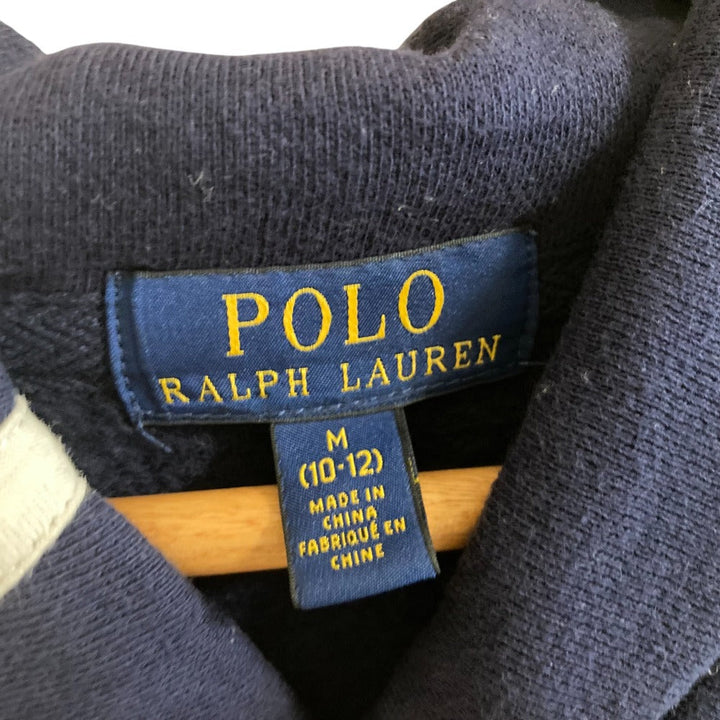 POLO
RALPH LAUREN
M
(10-12)
MADE IN
CHINA
FABRIQUÉ EN
CHINE